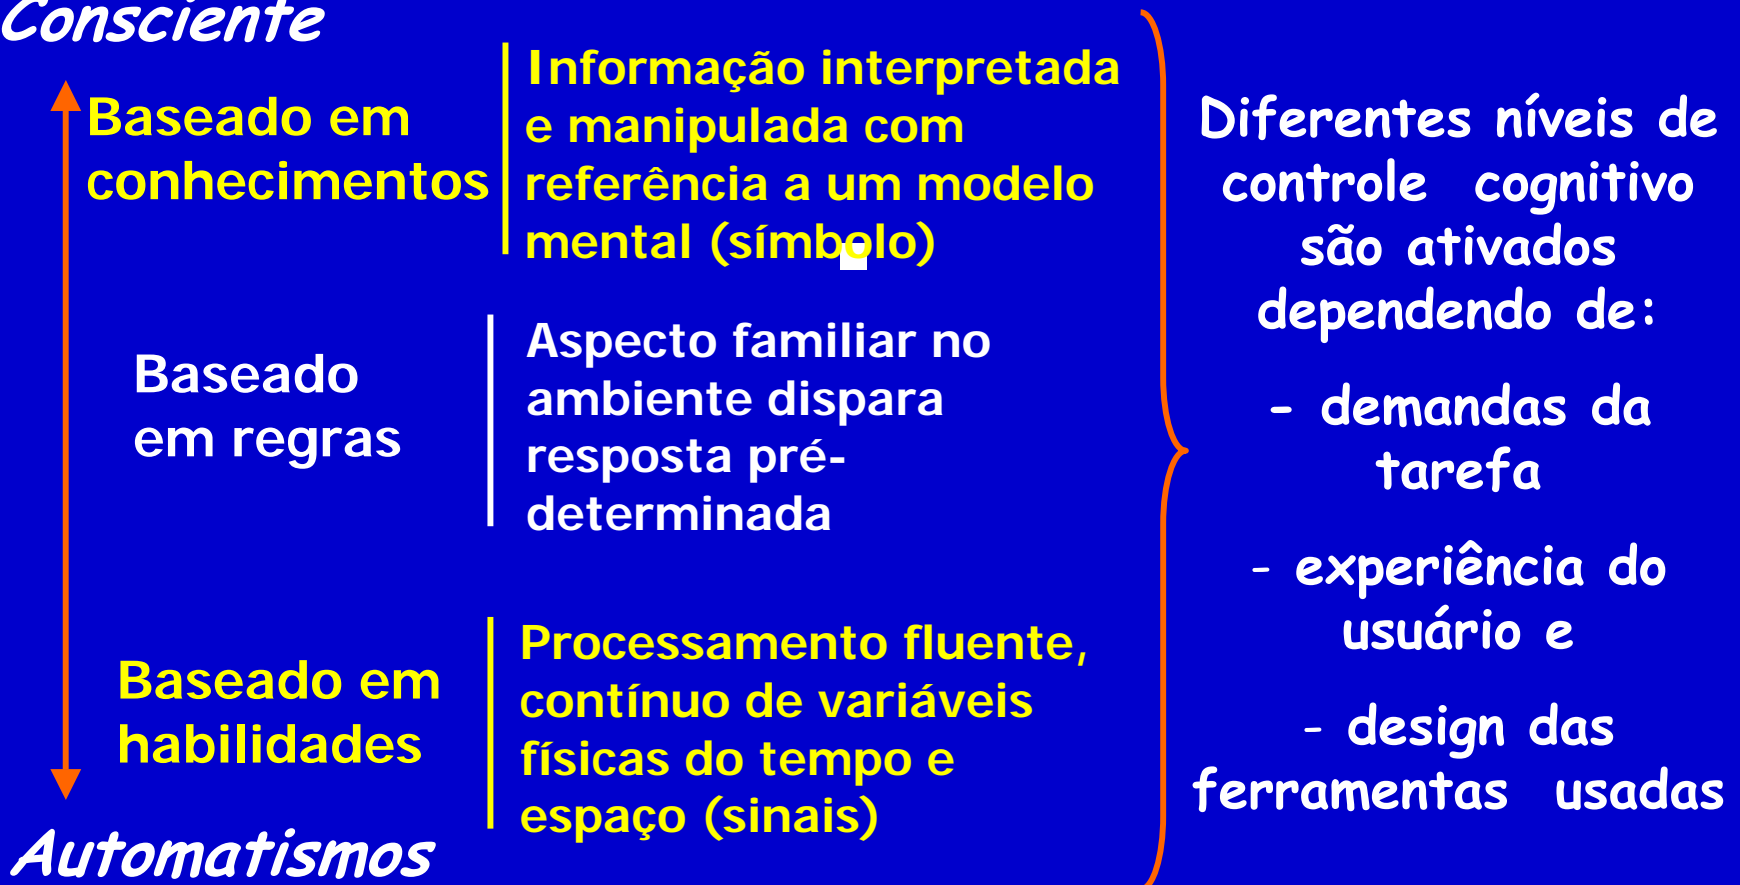 Consciente
Baseado em
conhecimentos
Informação interpretada
e manipulada com
referência a um modelo
mental (símbolo)
Baseado
em regras
Aspecto familiar no
ambiente dispara
resposta pré-
determinada
Baseado em
habilidades
Processamento fluente,
contínuo de variáveis
físicas do tempo e
espaço (sinais)
Automatismos
Diferentes níveis de
controle cognitivo
são ativados
dependendo de:
- demandas da
tarefa
- experiência do
usuário e
- design das
ferramentas usadas